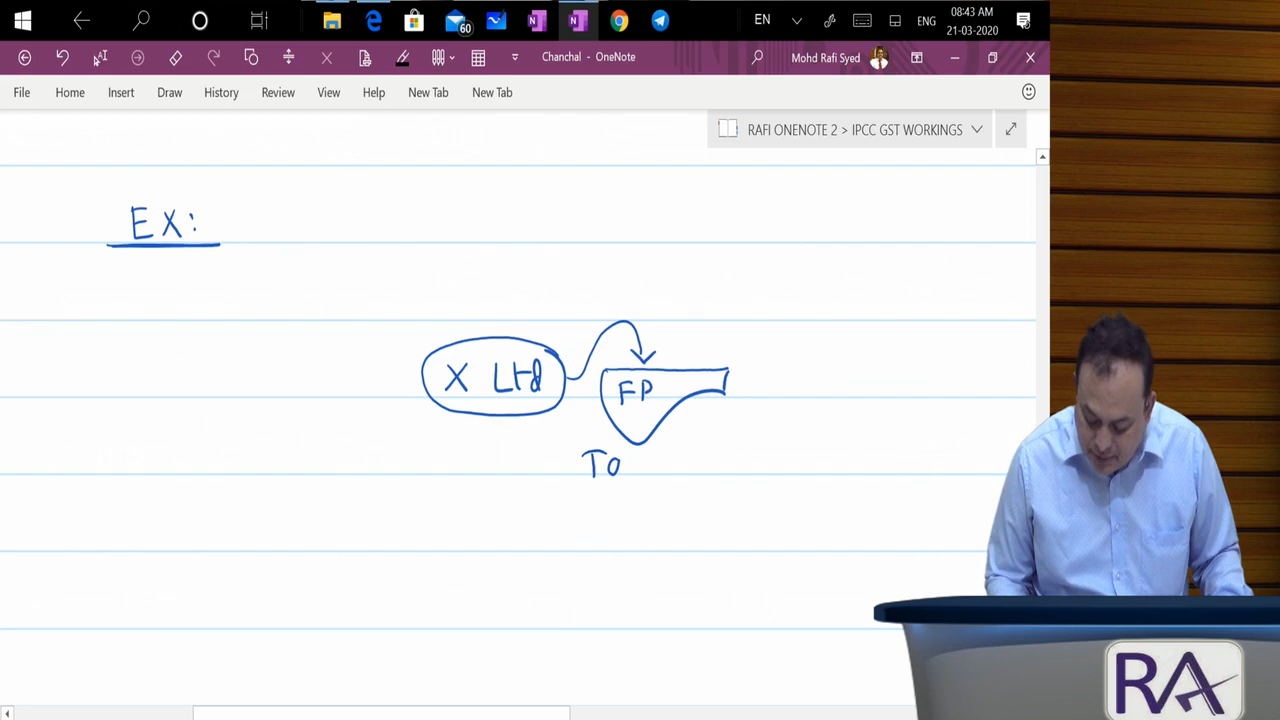 EN
ENG
08:43 AM
21-03-2020
60
Chanchal - OneNote
Mohd Rafi Syed
File Home Insert Draw History Review View Help New Tab New Tab
RAFI ONENOTE 2 > IPCC GST WORKINGS
EX:
X Ltd
FP
TO
RA